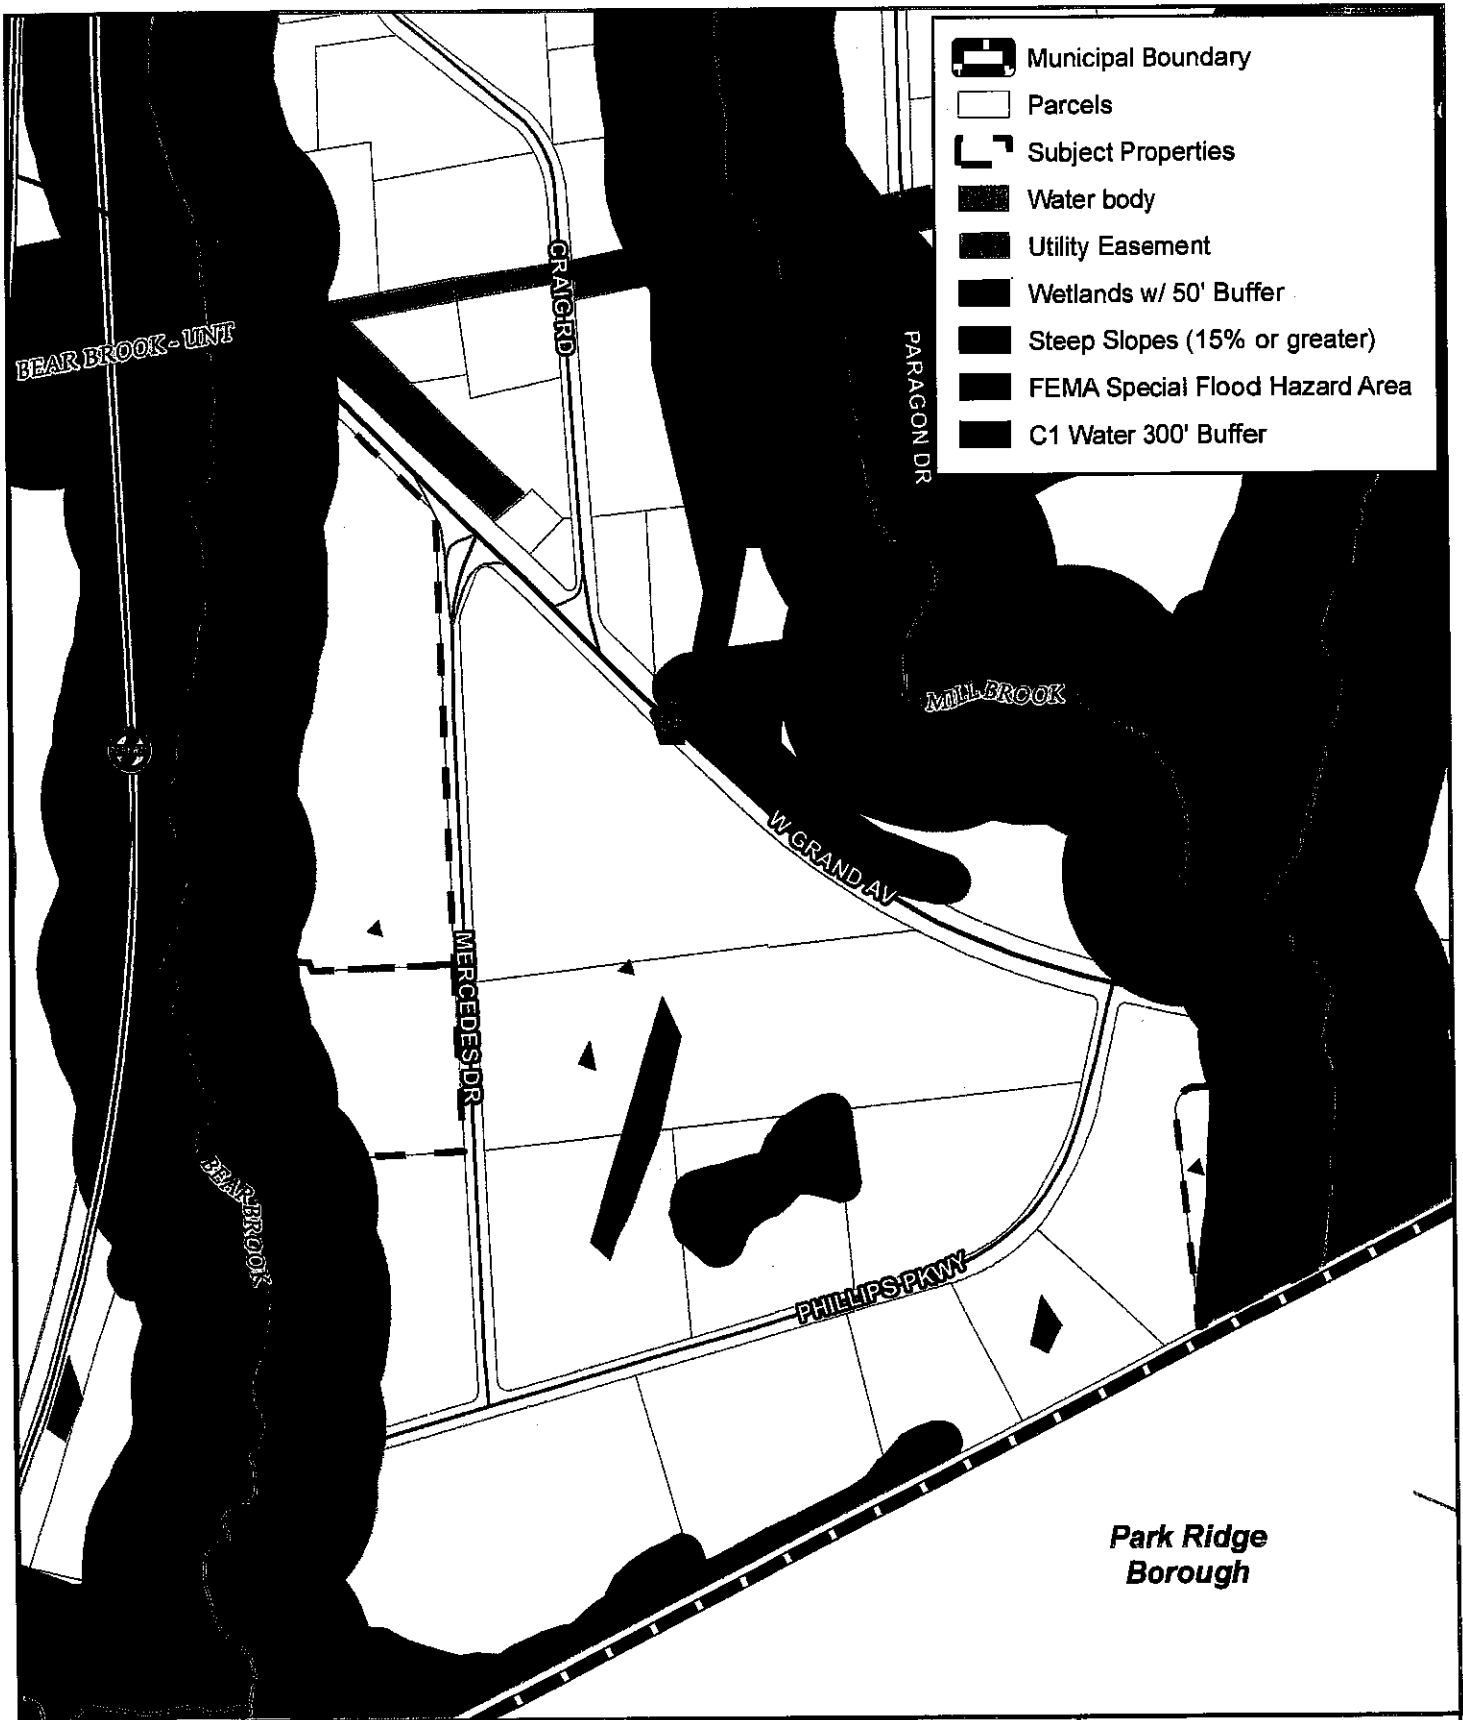 Municipal Boundary
Parcels
Subject Properties
Water body
Utility Easement
Wetlands w/ 50' Buffer
Steep Slopes (15% or greater)
FEMA Special Flood Hazard Area
C1 Water 300' Buffer
CRAIG RD
BEAR BROOK - UNT
PARAGON DR
MILL BROOK
W GRAND AV
MERCEDES DR
BEAR BROOK
PHILLIPS PKWY
Park Ridge
Borough